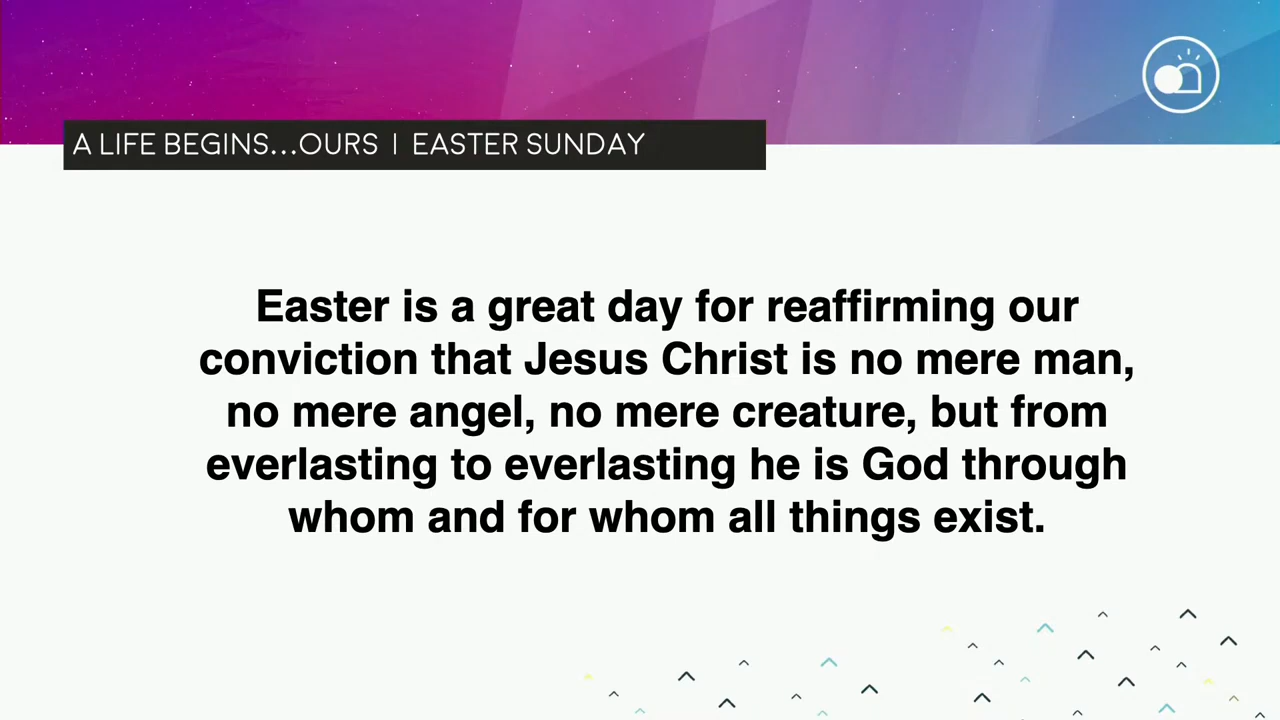 A LIFE BEGINS...OURS | EASTER SUNDAY
Easter is a great day for reaffirming our
conviction that Jesus Christ is no mere man,
no mere angel, no mere creature, but from
everlasting to everlasting he is God through
whom and for whom all things exist.